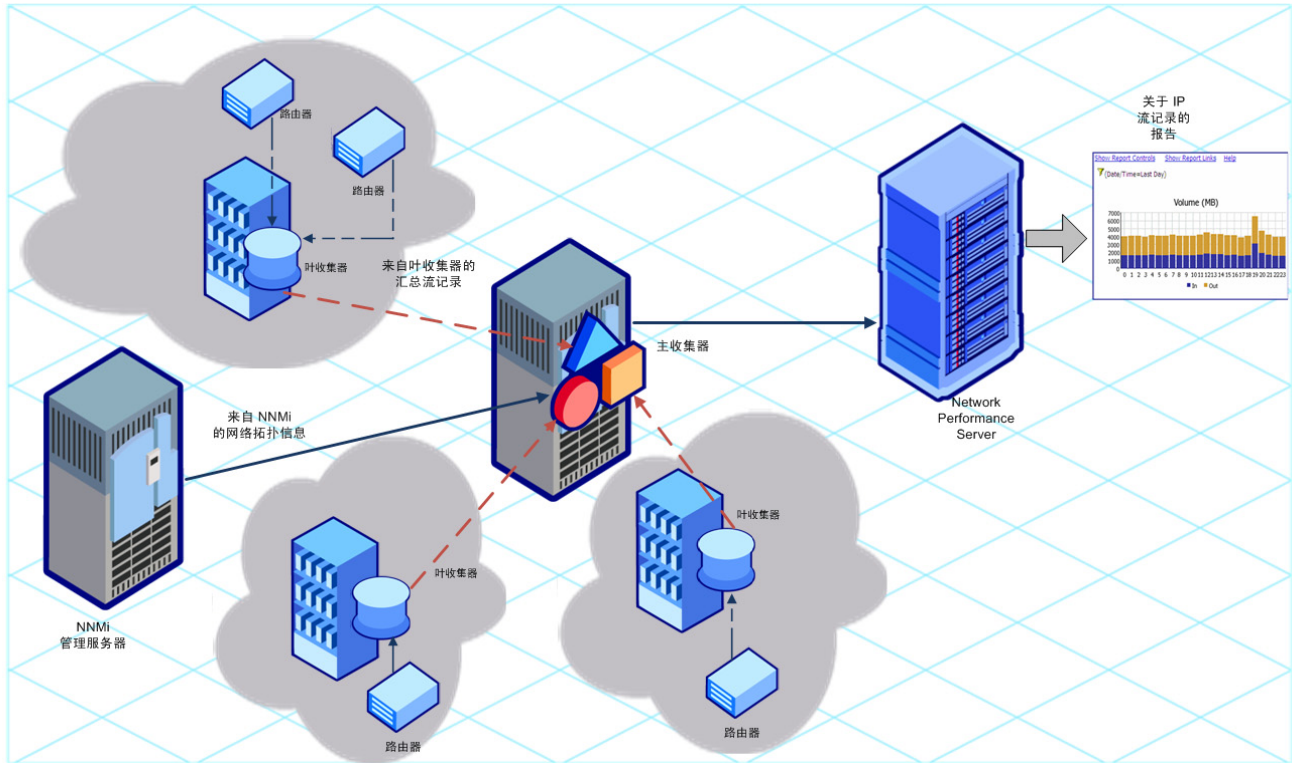 路由器
路由器
叶收集器
来自叶收集器的
汇总流记录
关于 IP
流记录的
报告
Show Report Controls Show Report Links Help
(Date/Time=Last Day)
Volume (MB)
7000
6000
5000
4000
3000
2000
1000
0
0 1 2 3 4 5 6 7 8 9 10 11 12 13 14 15 16 17 18 19 20 21 22 23
In Out
主收集器
Network
Performance
Server
来自 NNMi
的网络拓扑信息
NNMi
管理服务器
叶收集器
路由器
叶收集器
路由器